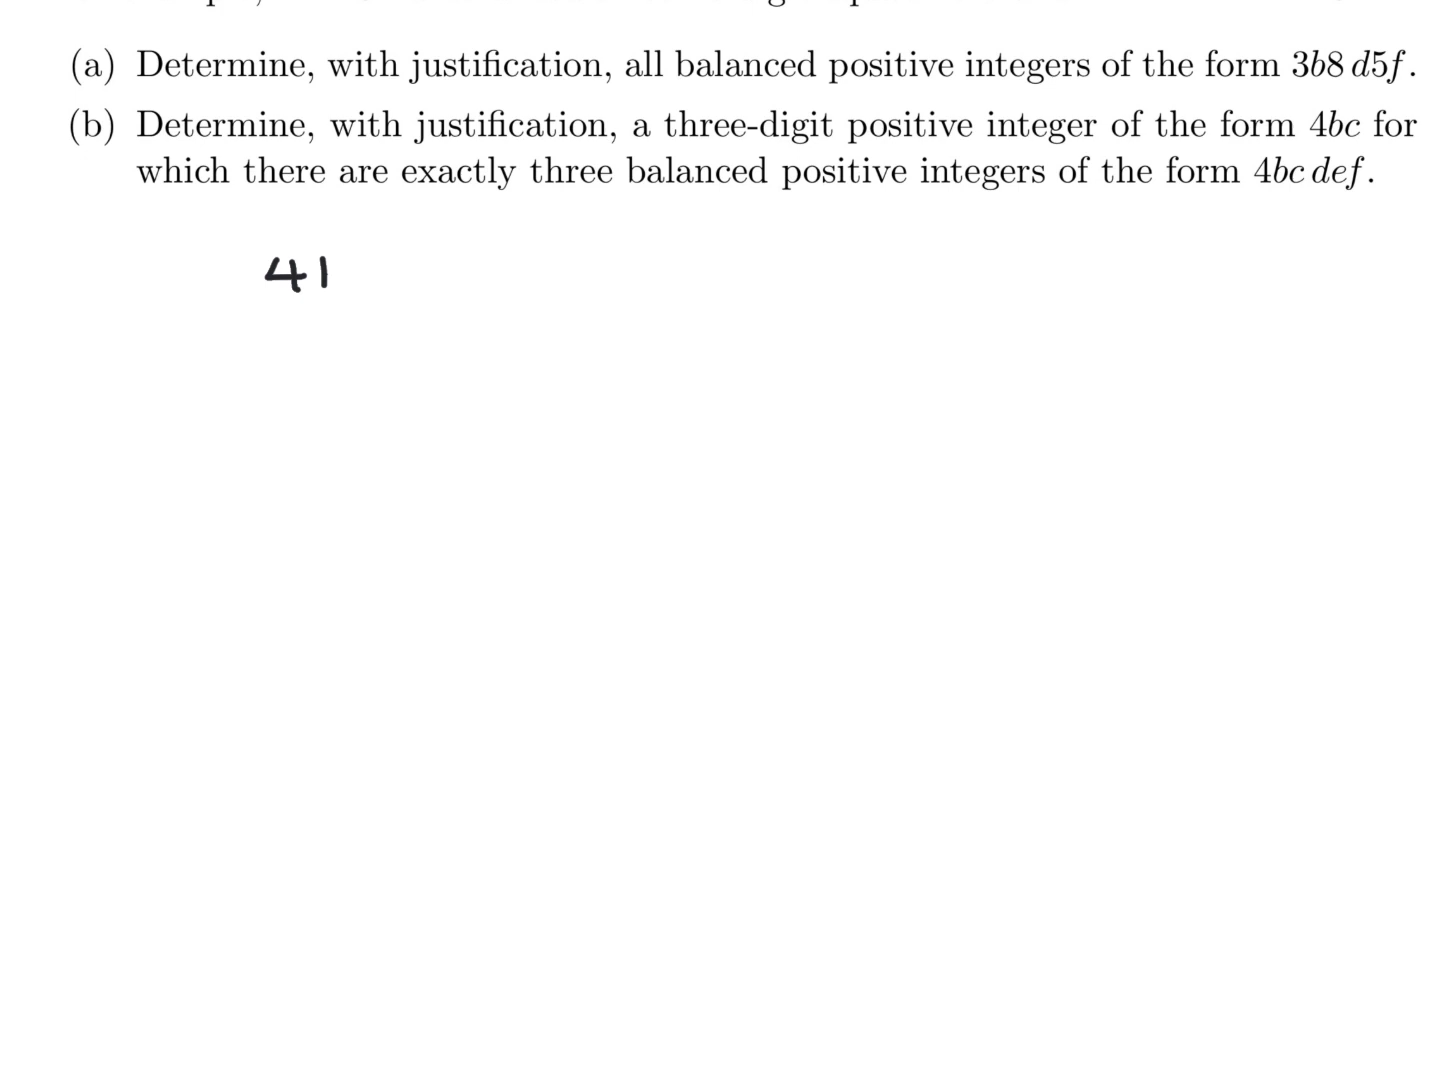 (a) Determine, with justification, all balanced positive integers of the form 3b8 d5f.
(b) Determine, with justification, a three-digit positive integer of the form 4bc for
which there are exactly three balanced positive integers of the form 4bc def.
41